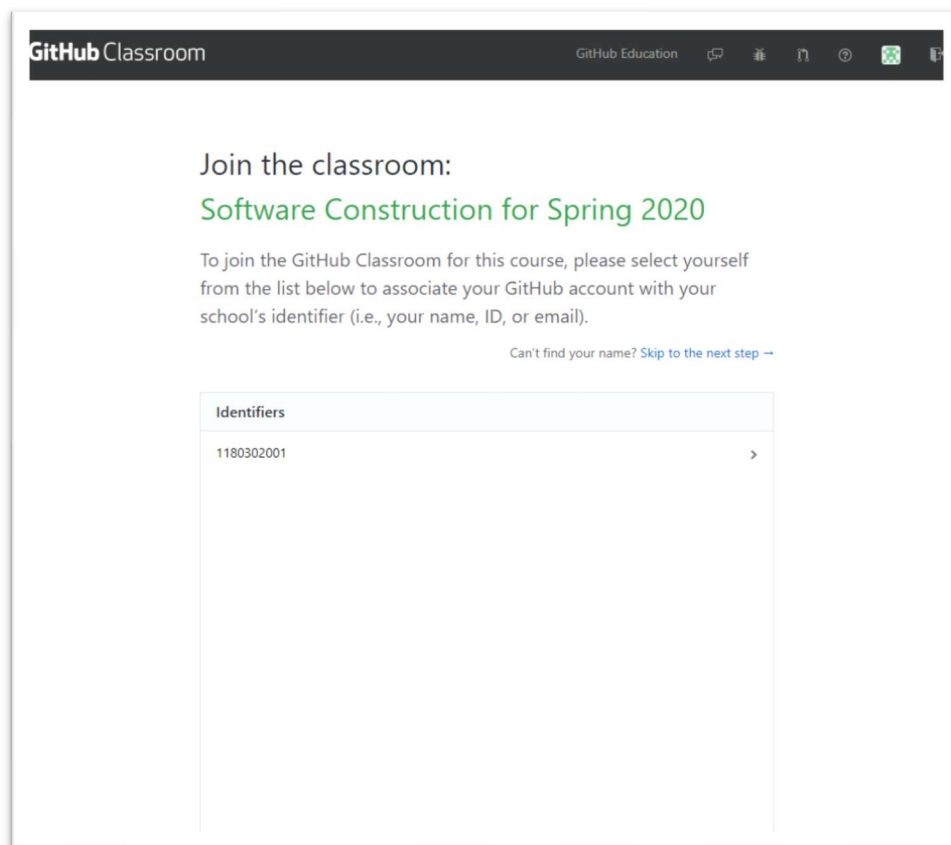 GitHub Classroom
GitHub Education
Join the classroom:
Software Construction for Spring 2020
To join the GitHub Classroom for this course, please select yourself
from the list below to associate your GitHub account with your
school's identifier (i.e., your name, ID, or email).
Can't find your name? Skip to the next step →
Identifiers
1180302001